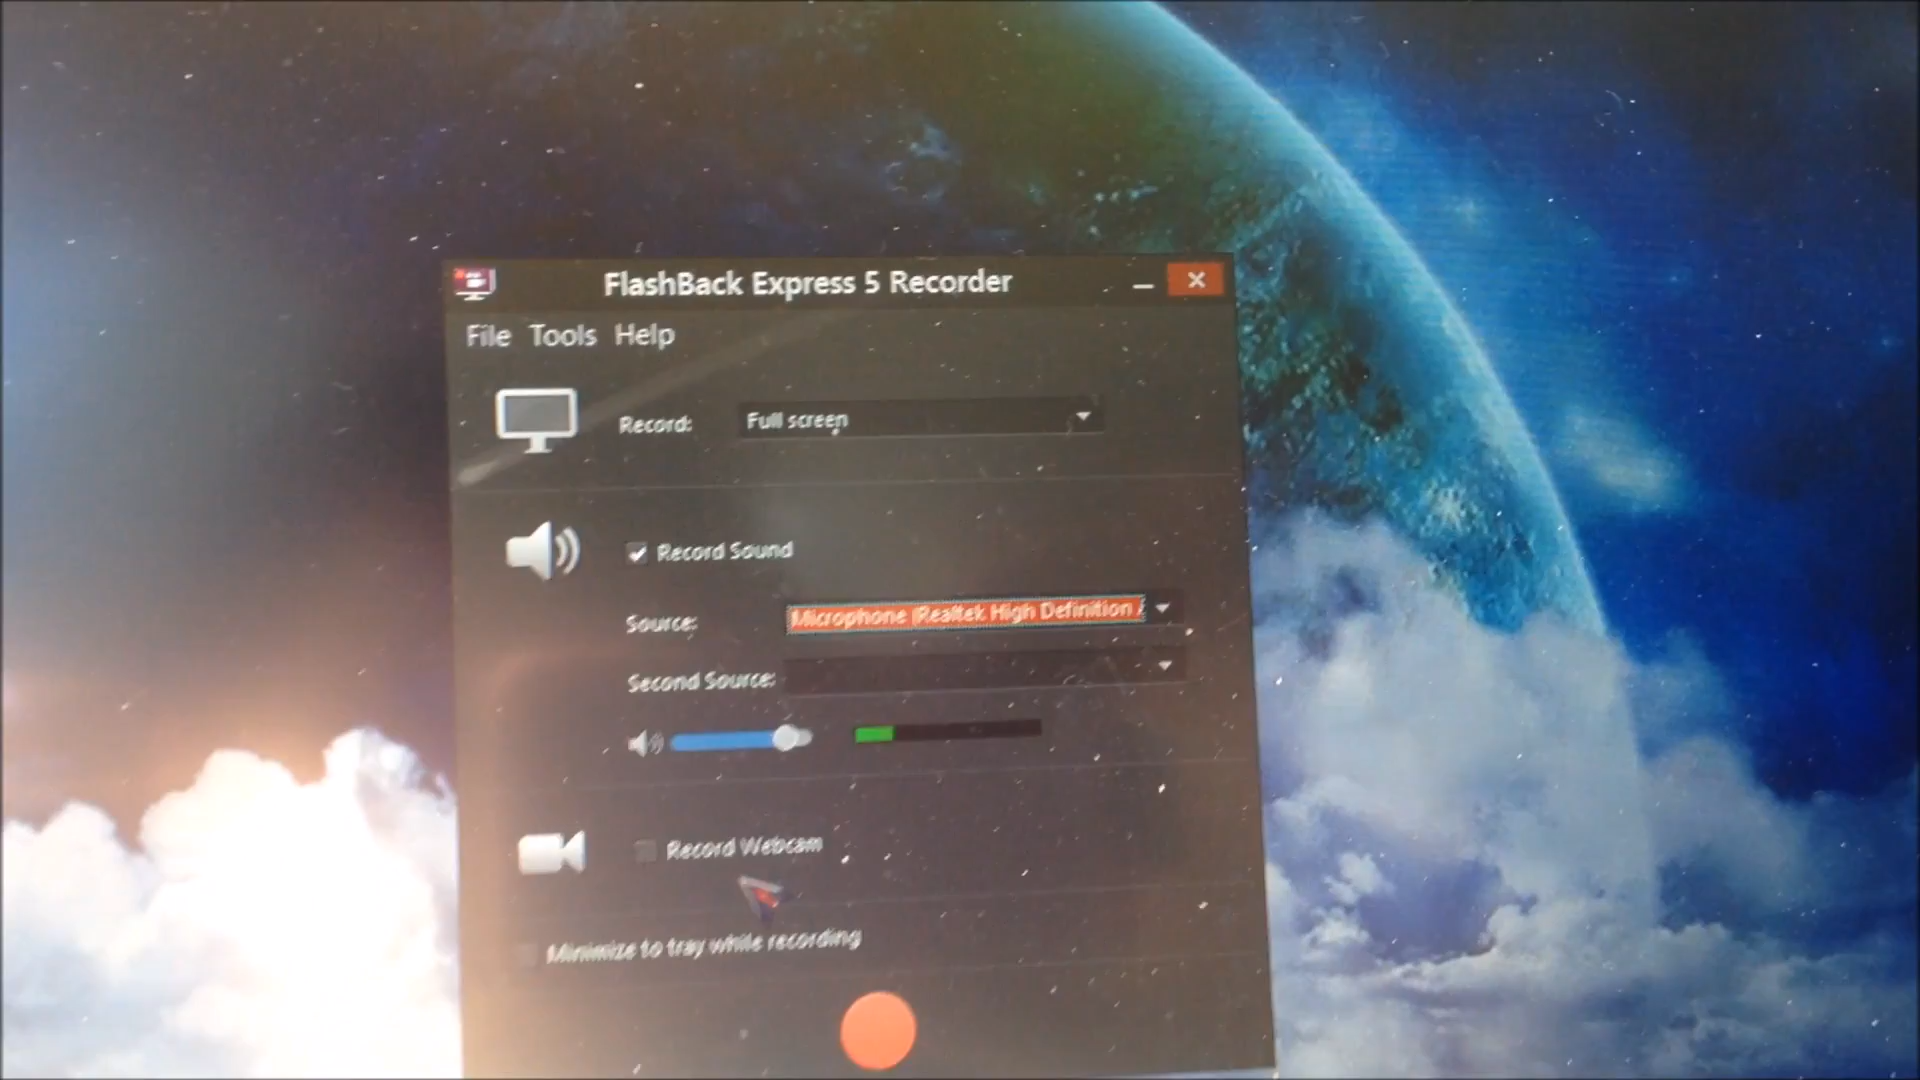 FlashBack Express 5 Recorder
File Tools Help
Record: Full screen
Record Sound
Source: Microphone (Realtek High Definition A
Second Source:
Record Webcam
Minimize to tray while recording